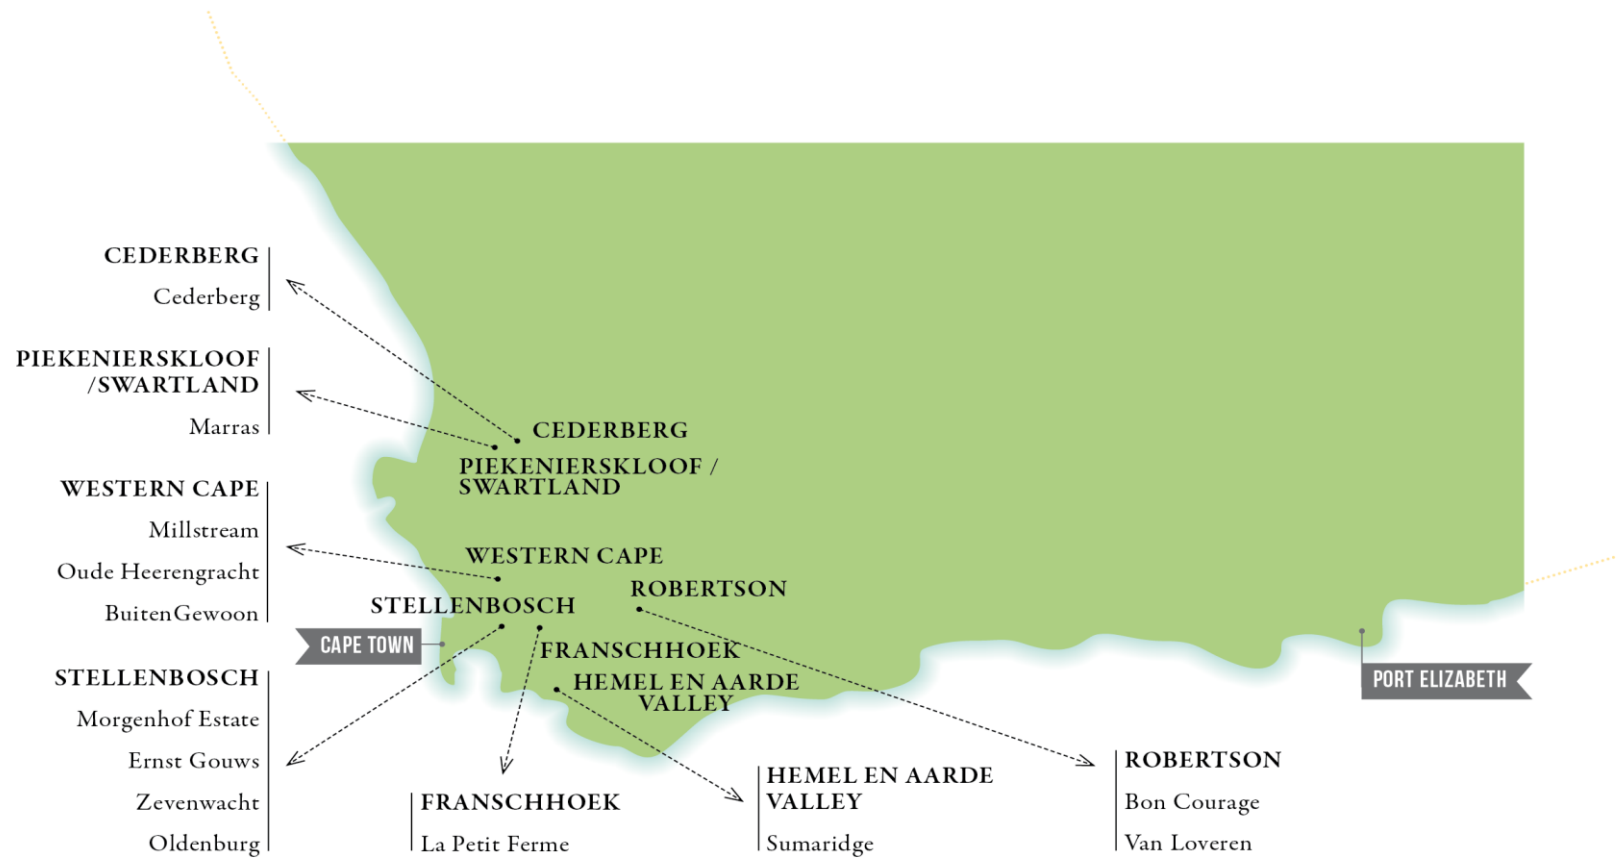 CEDERBERG
Cederberg
PIEKENIERSKLOOF
/SWARTLAND
Marras
WESTERN CAPE
Millstream
Oude Heerengracht
BuitenGewoon
STELLENBOSCH
Morgenhof Estate
Ernst Gouws
Zevenwacht
Oldenburg
CEDERBERG
PIEKENIERSKLOOF /
SWARTLAND
WESTERN CAPE
ROBERTSON
STELLENBOSCH
CAPE TOWN
FRANSCHHOEK
HEMEL EN AARDE
VALLEY
PORT ELIZABETH
FRANSCHHOEK
La Petit Ferme
HEMEL EN AARDE
VALLEY
Sumaridge
ROBERTSON
Bon Courage
Van Loveren